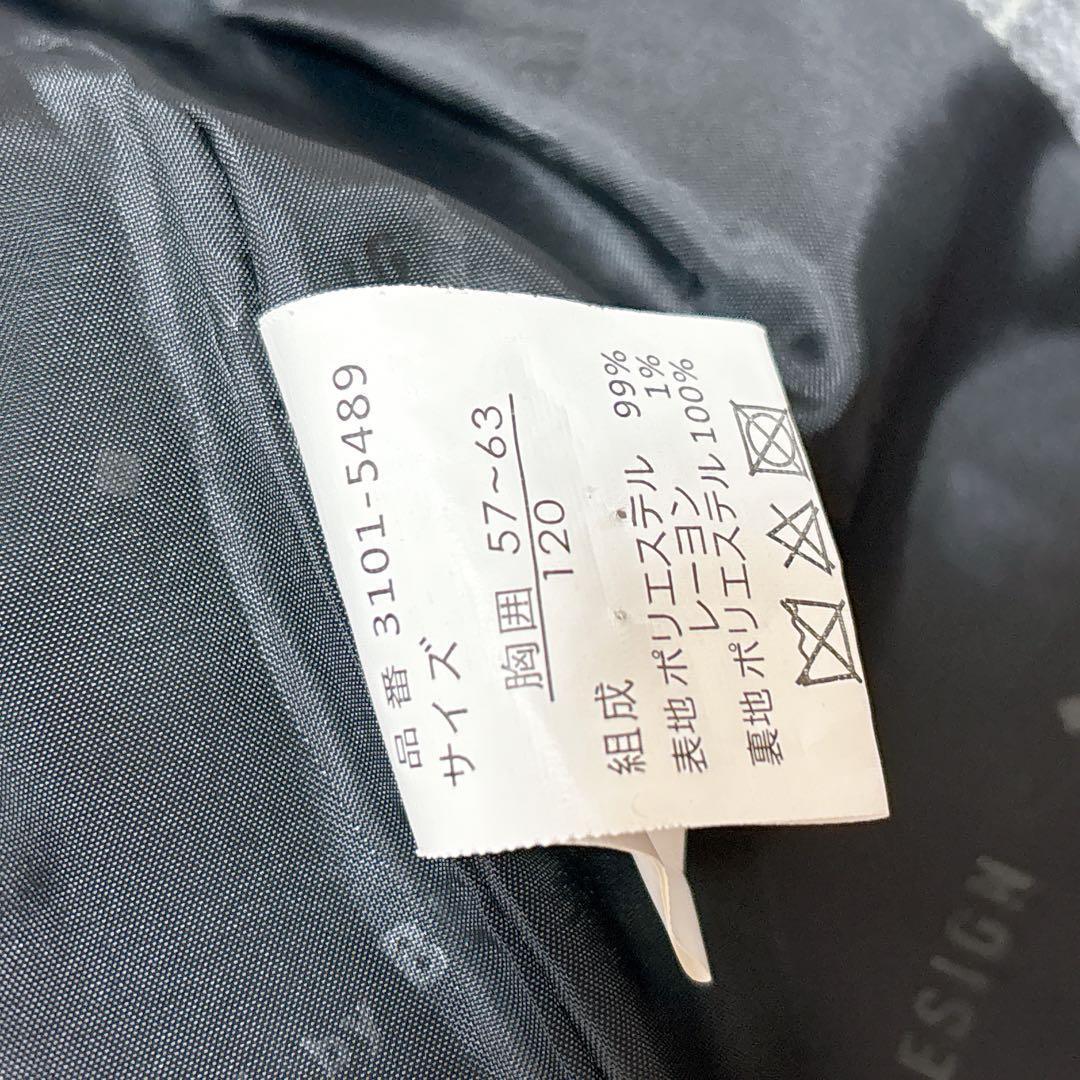 品番 3101-5489
サイズ
胸囲 57~63
120
組成
表地 ポリエステル 99%
レーヨン 1%
裏地 ポリエステル 100%
ESIGN